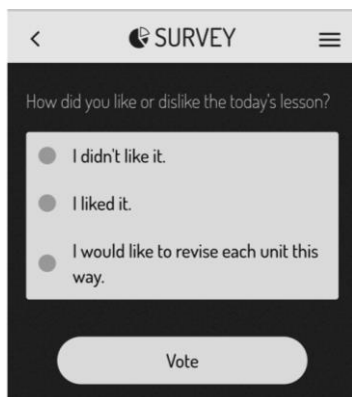 SURVEY
How did you like or dislike the today's lesson?
I didn't like it.
I liked it.
I would like to revise each unit this
way.
Vote